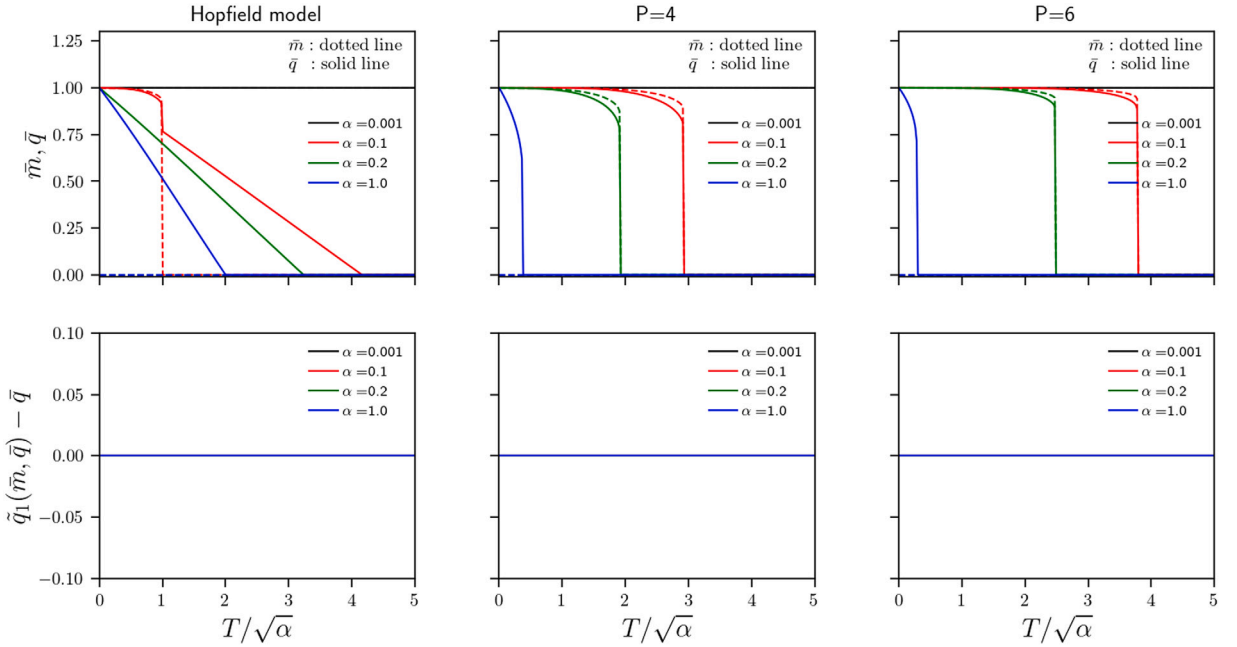 Hopfield model
P=4
P=6
m̄ : dotted line
q̄ : solid line
m̄ : dotted line
q̄ : solid line
m̄ : dotted line
q̄ : solid line
α =0.001
α =0.1
α =0.2
α =1.0
α =0.001
α =0.1
α =0.2
α =1.0
α =0.001
α =0.1
α =0.2
α =1.0
1.25
1.00
0.75
0.50
0.25
0.00
m̄, q̄
α =0.001
α =0.1
α =0.2
α =1.0
α =0.001
α =0.1
α =0.2
α =1.0
α =0.001
α =0.1
α =0.2
α =1.0
0.10
0.05
0.00
−0.05
−0.10
q̃₁(m̄, q̄) − q̄
0 1 2 3 4 5
0 1 2 3 4 5
0 1 2 3 4 5
T/√α
T/√α
T/√α